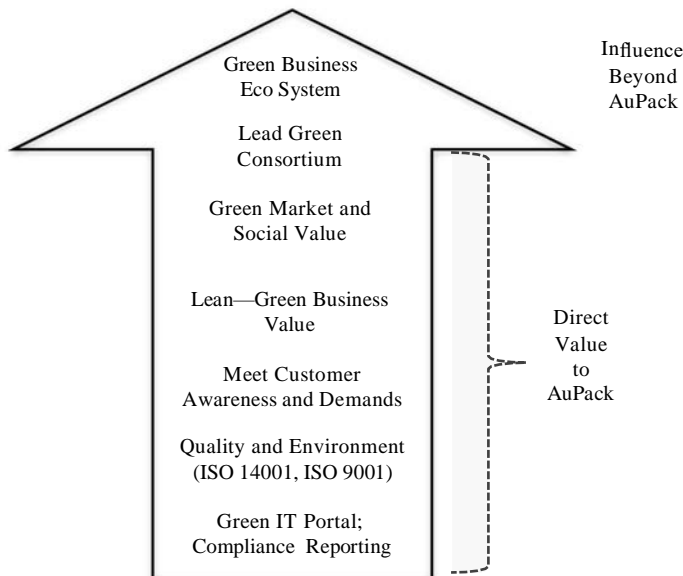 Green Business
Eco System
Influence
Beyond
AuPack
Lead Green
Consortium
Green Market and
Social Value
Lean—Green Business
Value
Direct
Value
to
AuPack
Meet Customer
Awareness and Demands
Quality and Environment
(ISO 14001, ISO 9001)
Green IT Portal;
Compliance Reporting